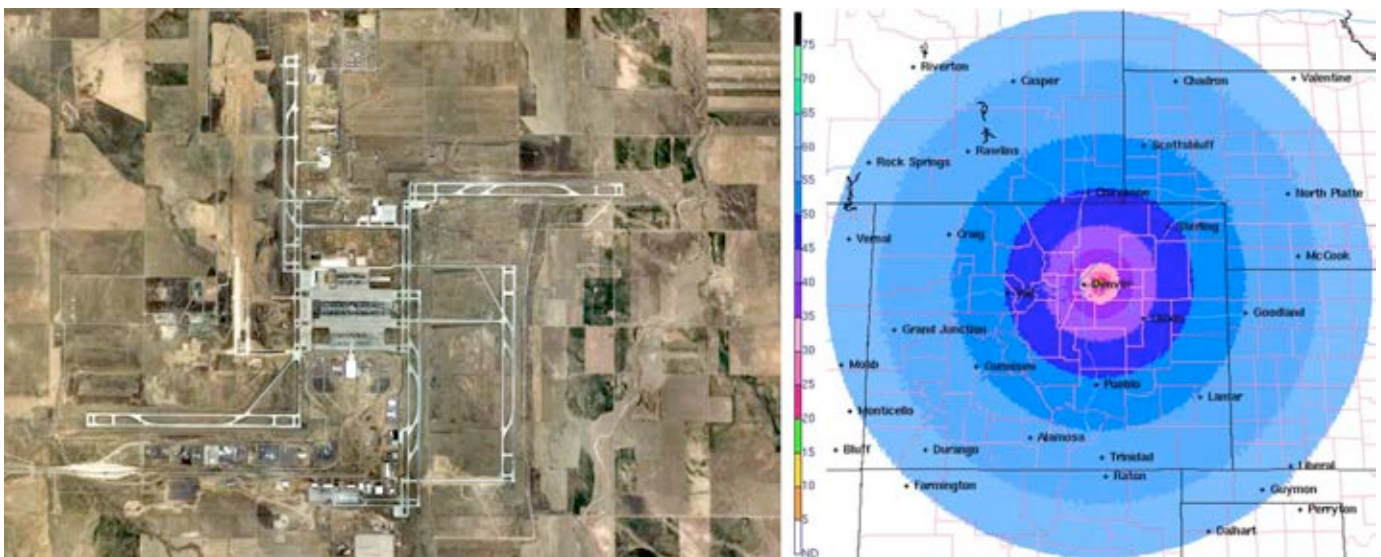 75
Riverton
Casper
Chadron
Valentine
70
65
Scottsbluff
60
Rock Springs
Rawlins
55
Cheyenne
North Platte
50
Vernal
Craig
Sterling
McCook
45
40
Denver
35
Grand Junction
Goodland
30
Moab
Gunnison
25
Pueblo
Lamar
20
Monticello
15
Bluff
Durango
Alamosa
Trinidad
Liberal
10
Farmington
Raton
Guymon
Perryton
5
Dalhart
ND